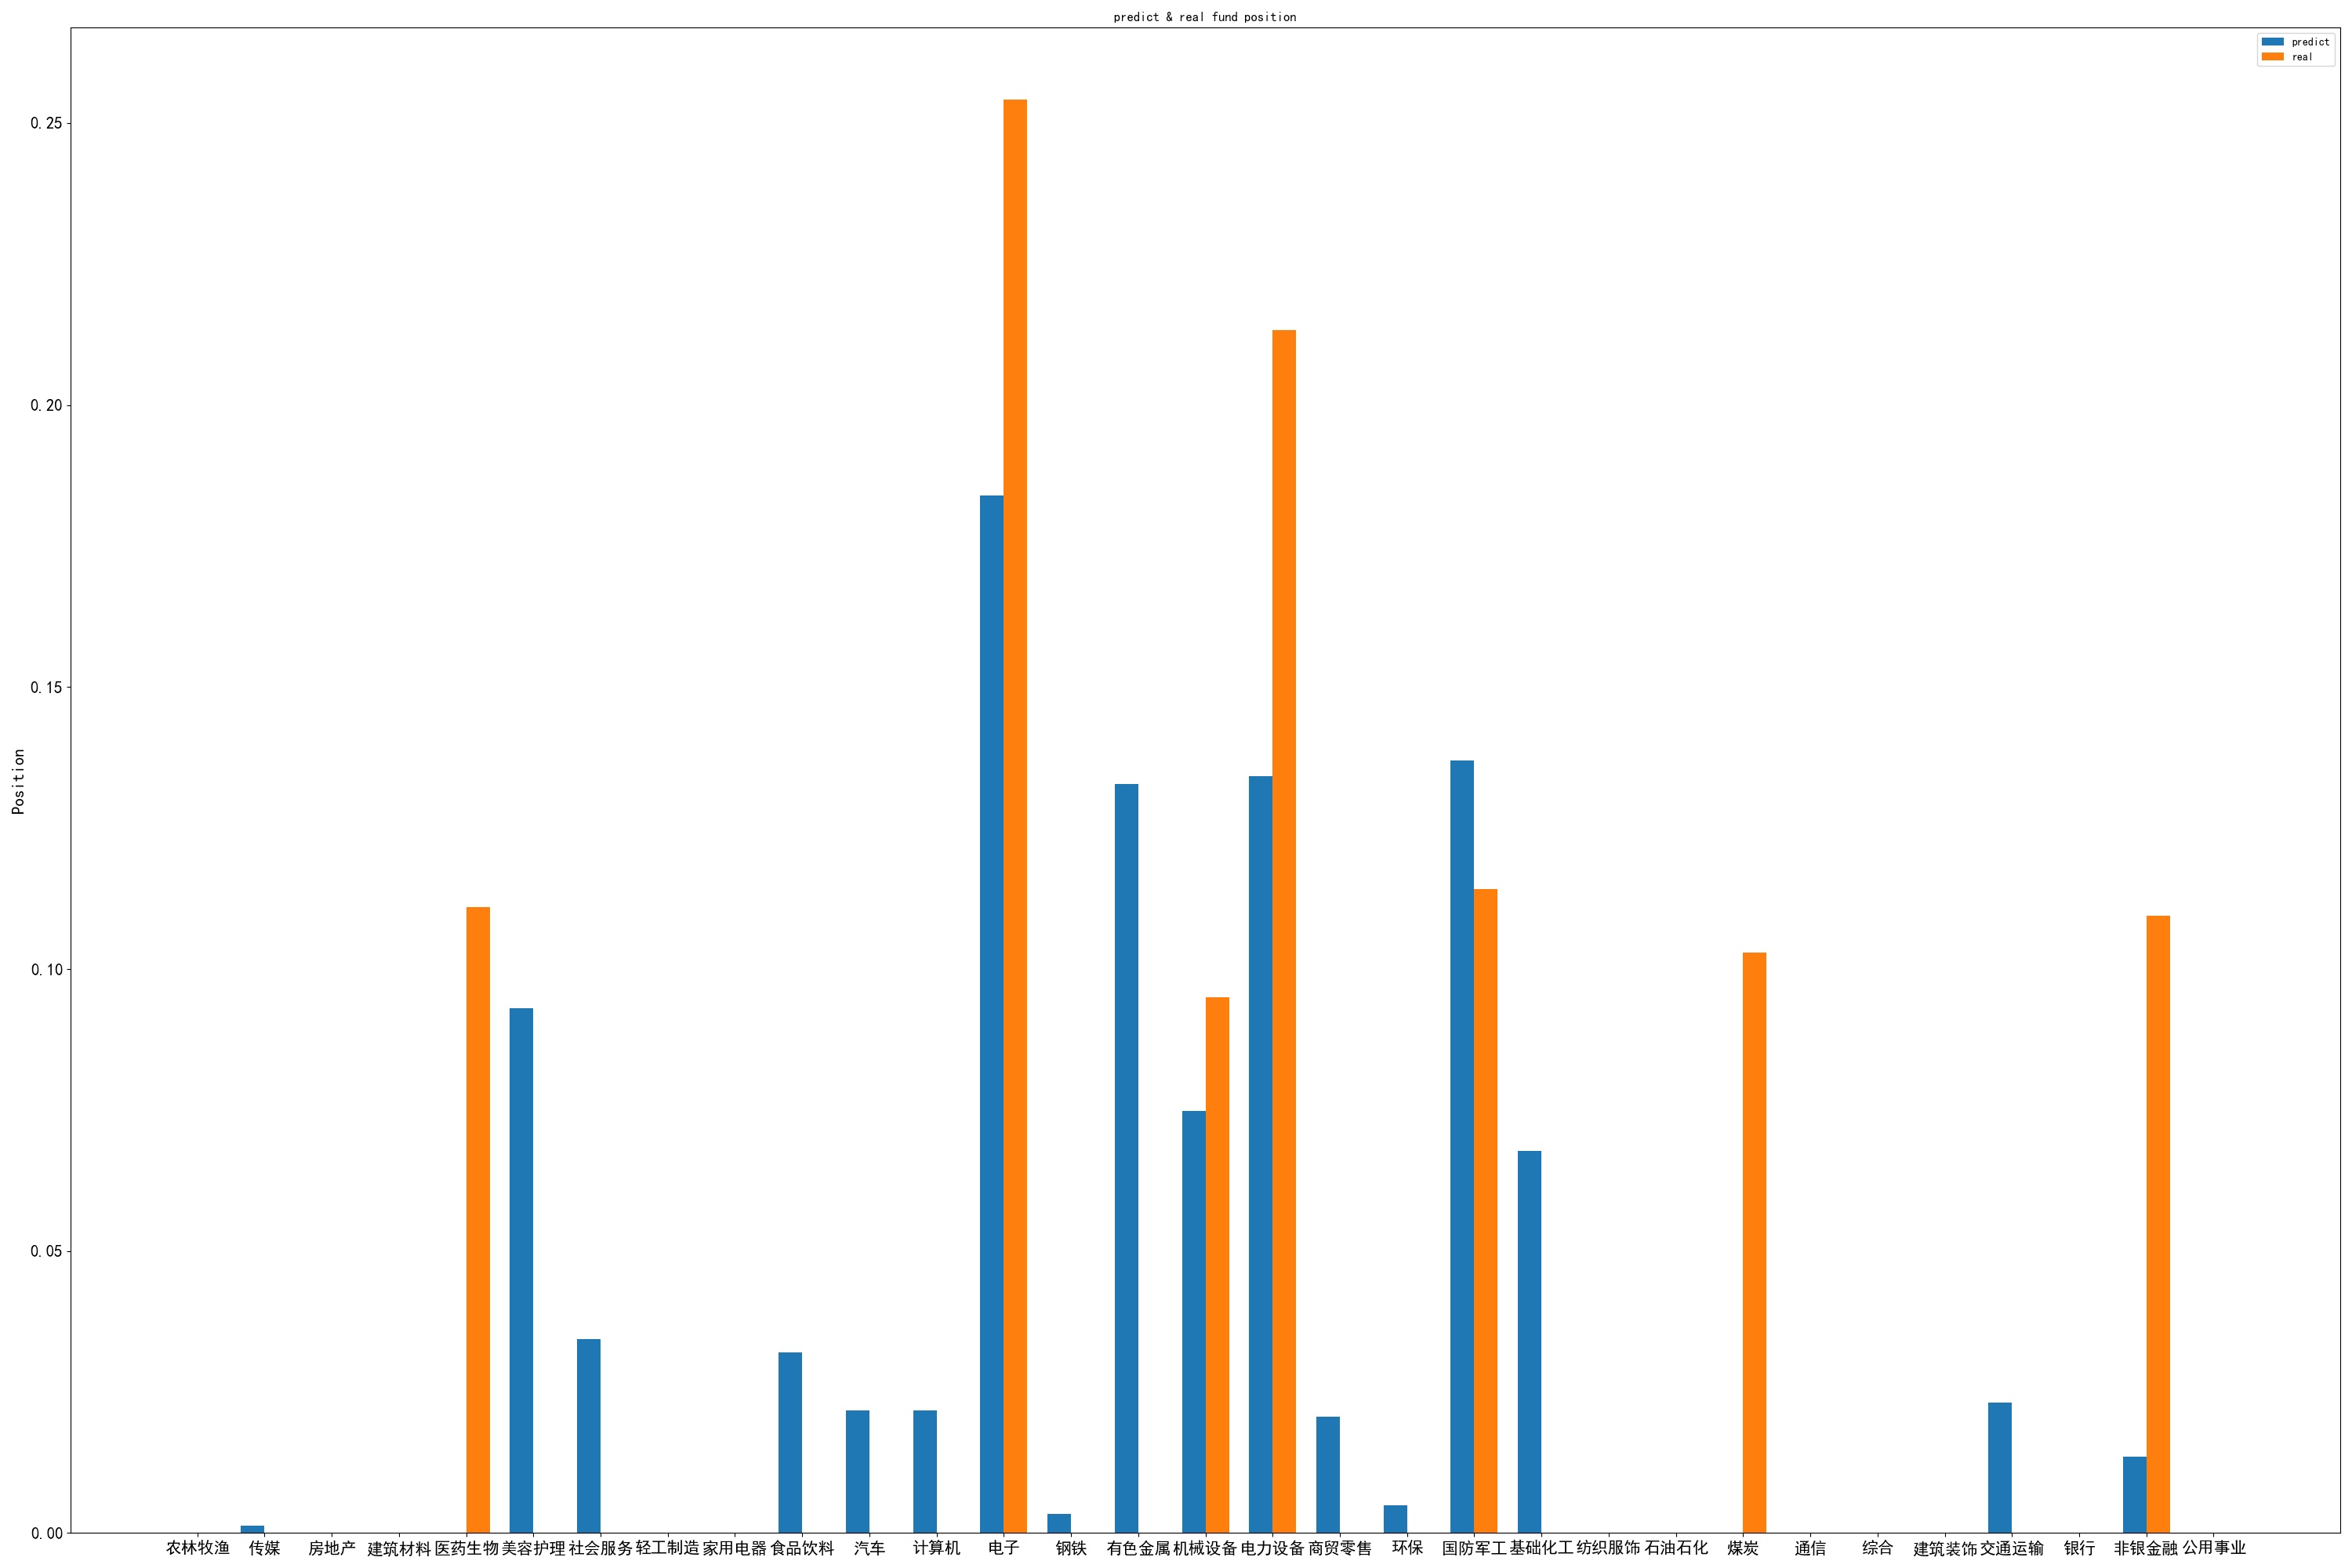 predict & real fund position
predict
real
0.25
0.20
0.15
0.10
0.05
0.00
Position
农林牧渔 传媒 房地产 建筑材料 医药生物 美容护理 社会服务 轻工制造 家用电器 食品饮料 汽车 计算机 电子 钢铁 有色金属 机械设备 电力设备 商贸零售 环保 国防军工 基础化工 纺织服饰 石油石化 煤炭 通信 综合 建筑装饰 交通运输 银行 非银金融 公用事业